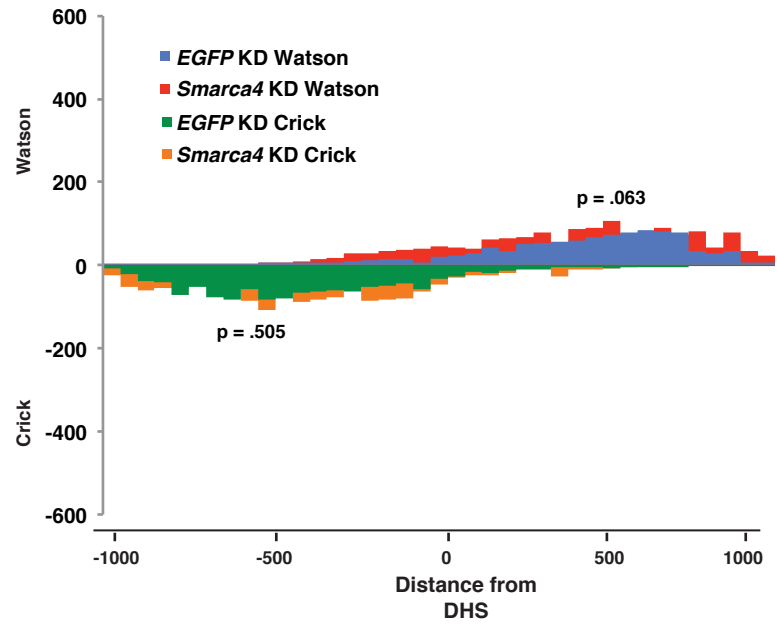 600
400
200
0
-200
-400
-600
Watson
Crick
EGFP KD Watson
Smarca4 KD Watson
EGFP KD Crick
Smarca4 KD Crick
p = .063
p = .505
-1000 -500 0 500 1000
Distance from
DHS